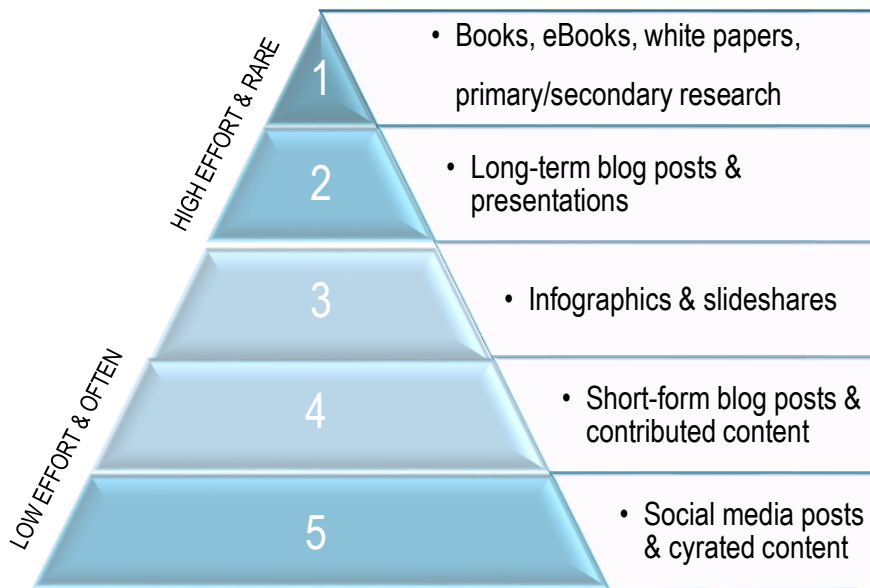 HIGH EFFORT & RARE
LOW EFFORT & OFTEN
1
• Books, eBooks, white papers,
primary/secondary research
2
• Long-term blog posts &
presentations
3
• Infographics & slideshares
4
• Short-form blog posts &
contributed content
5
• Social media posts
& cyrated content